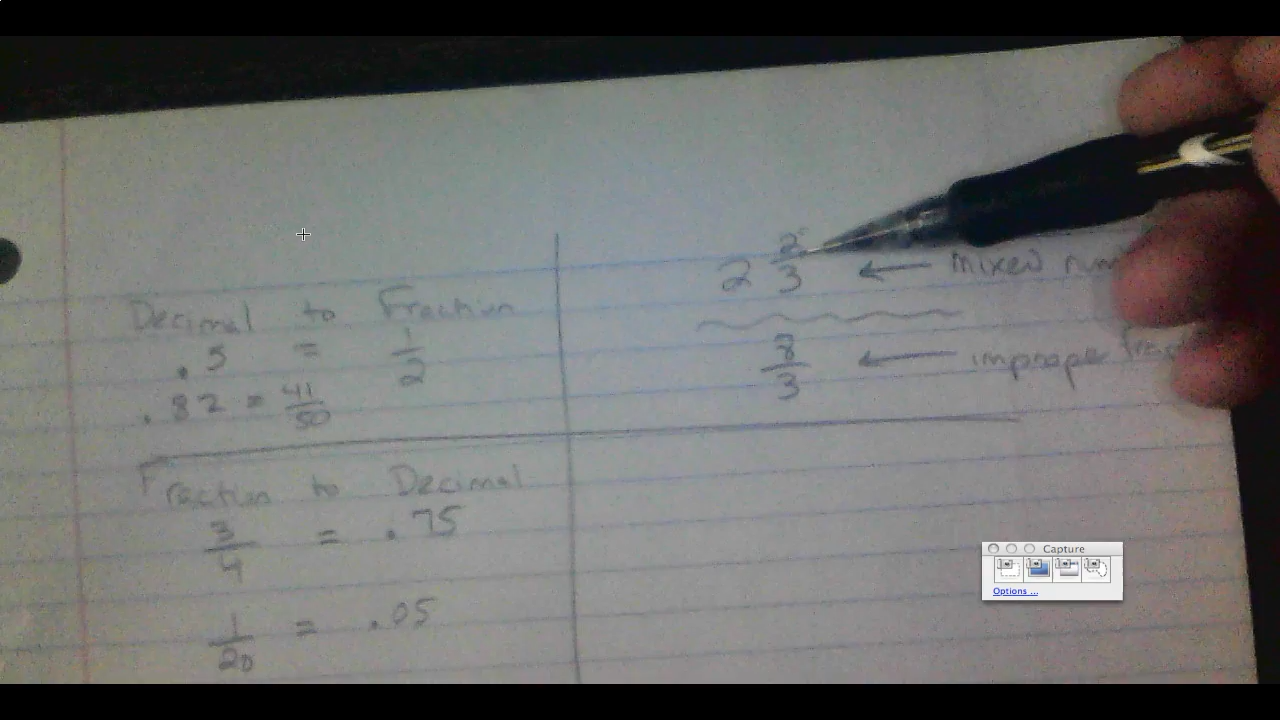 Decimal to Fraction
.5 = 1/2
.82 = 41/50
Fraction to Decimal
3/4 = .75
1/20 = .05
2 2/3 ← mixed
8/3 ← improper
Capture
Options ...